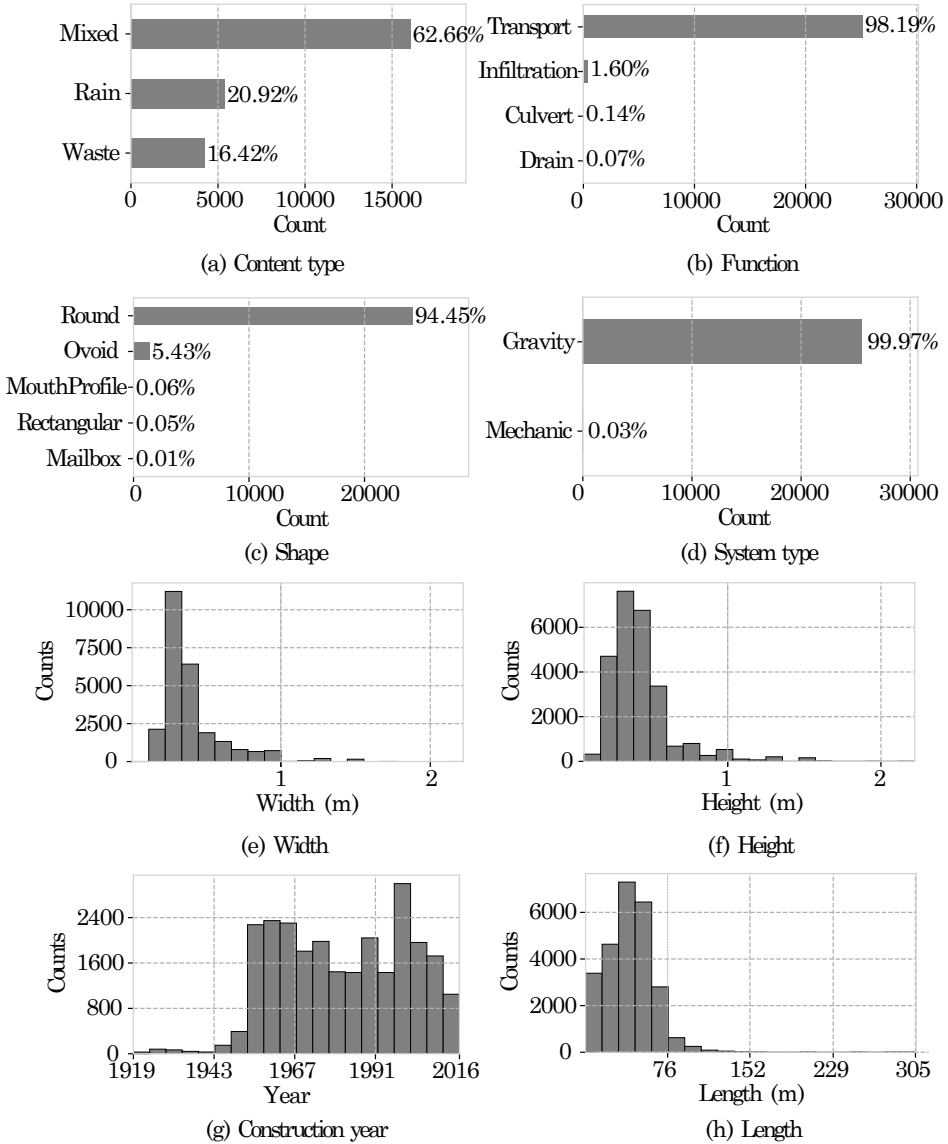 Mixed 62.66%
Rain 20.92%
Waste 16.42%
0 5000 10000 15000
Count
(a) Content type
Transport 98.19%
Infiltration 1.60%
Culvert 0.14%
Drain 0.07%
0 10000 20000 30000
Count
(b) Function
Round 94.45%
Ovoid 5.43%
MouthProfile 0.06%
Rectangular 0.05%
Mailbox 0.01%
0 10000 20000
Count
(c) Shape
Gravity 99.97%
Mechanic 0.03%
0 10000 20000 30000
Count
(d) System type
Counts
10000
7500
5000
2500
0
1 2
Width (m)
(e) Width
Counts
6000
4000
2000
0
1 2
Height (m)
(f) Height
Counts
2400
1600
800
0
1919 1943 1967 1991 2016
Year
(g) Construction year
Counts
6000
4000
2000
0
76 152 229 305
Length (m)
(h) Length